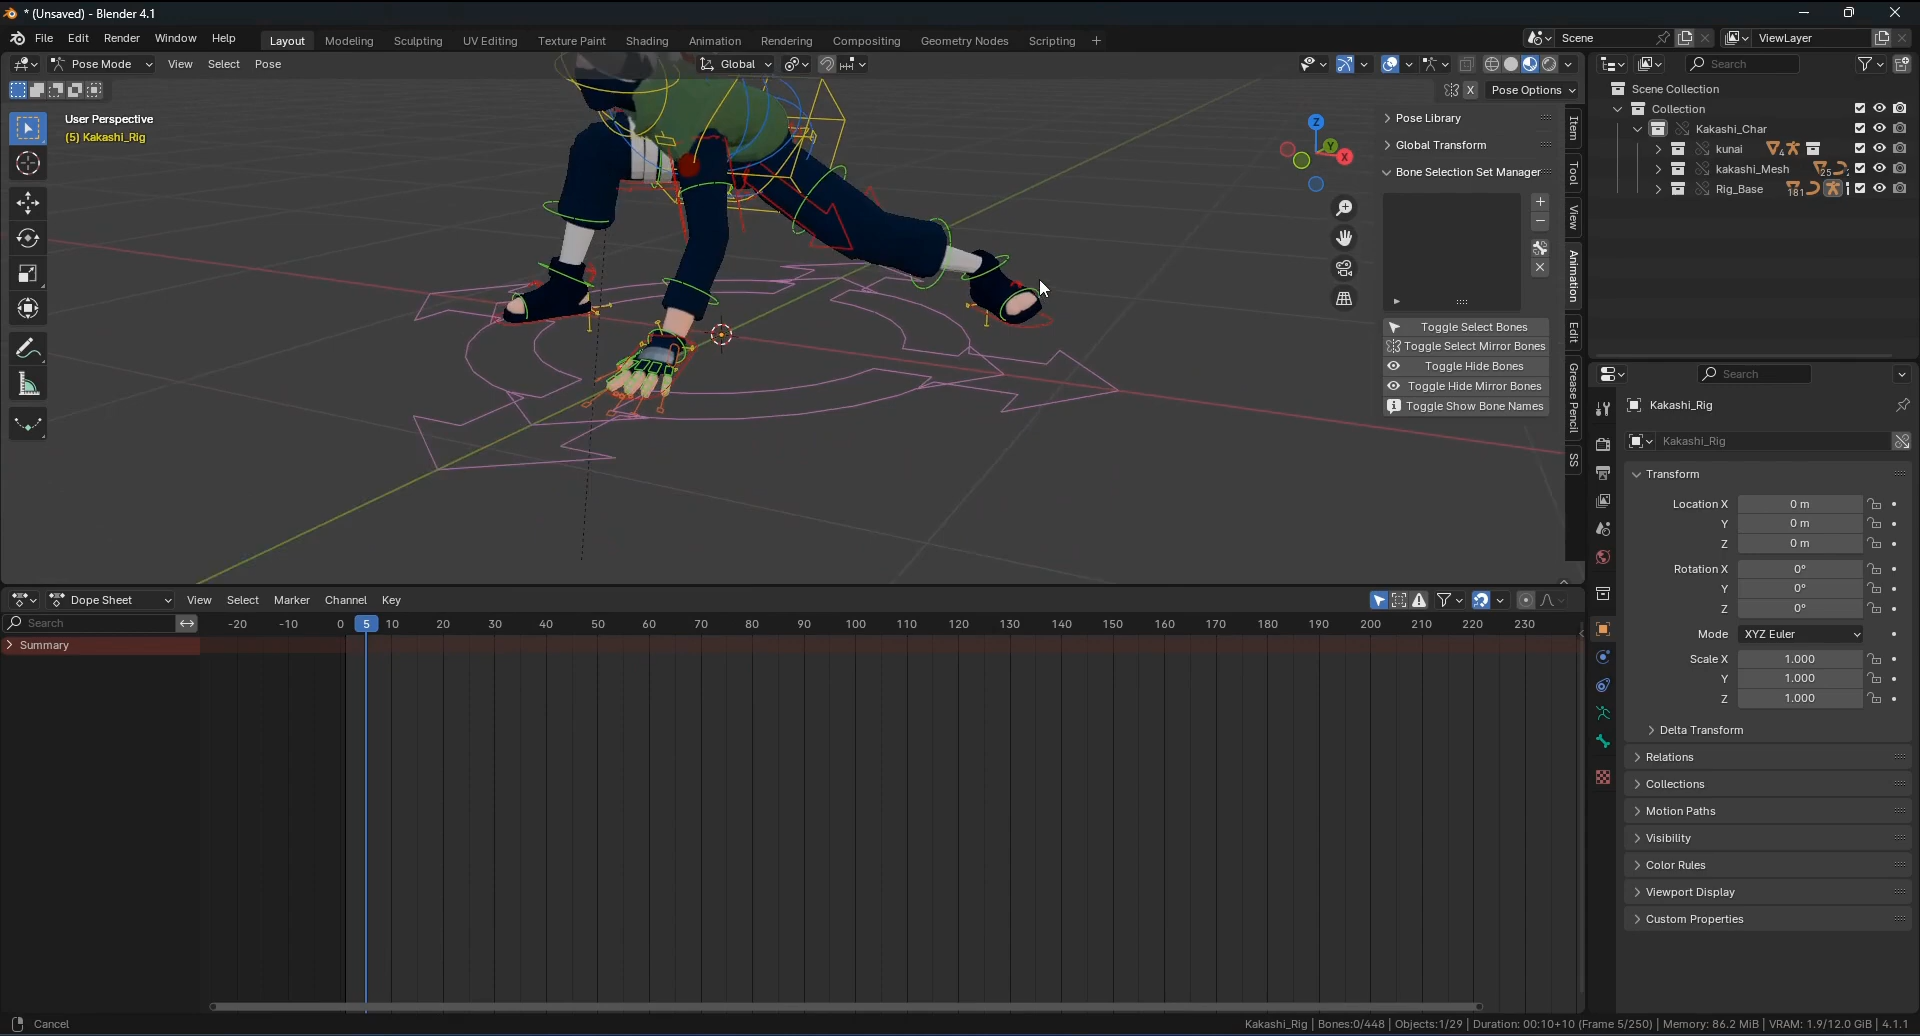 * (Unsaved) - Blender 4.1
File Edit Render Window Help Layout Modeling Sculpting UV Editing Texture Paint Shading Animation Rendering Compositing Geometry Nodes Scripting + Scene ViewLayer
Pose Mode View Select Pose Global Search
X Pose Options
User Perspective
(5) Kakashi_Rig
Z
Y
X
Pose Library
Global Transform
Bone Selection Set Manager
Toggle Select Bones
Toggle Select Mirror Bones
Toggle Hide Bones
Toggle Hide Mirror Bones
Toggle Show Bone Names
Item
Tool
View
Animation
Edit
Grease Pencil
SS
Scene Collection
Collection
Kakashi_Char
kunai 4
kakashi_Mesh 25
Rig_Base 181
Search
Kakashi_Rig
Kakashi_Rig
Transform
Location X 0 m
Y 0 m
Z 0 m
Rotation X 0°
Y 0°
Z 0°
Mode XYZ Euler
Scale X 1.000
Y 1.000
Z 1.000
Delta Transform
Relations
Collections
Motion Paths
Visibility
Color Rules
Viewport Display
Custom Properties
Dope Sheet View Select Marker Channel Key
Search -20 -10 0 5 10 20 30 40 50 60 70 80 90 100 110 120 130 140 150 160 170 180 190 200 210 220 230
Summary
Cancel
Kakashi_Rig | Bones:0/448 | Objects:1/29 | Duration: 00:10+10 (Frame 5/250) | Memory: 86.2 MiB | VRAM: 1.9/12.0 GiB | 4.1.1